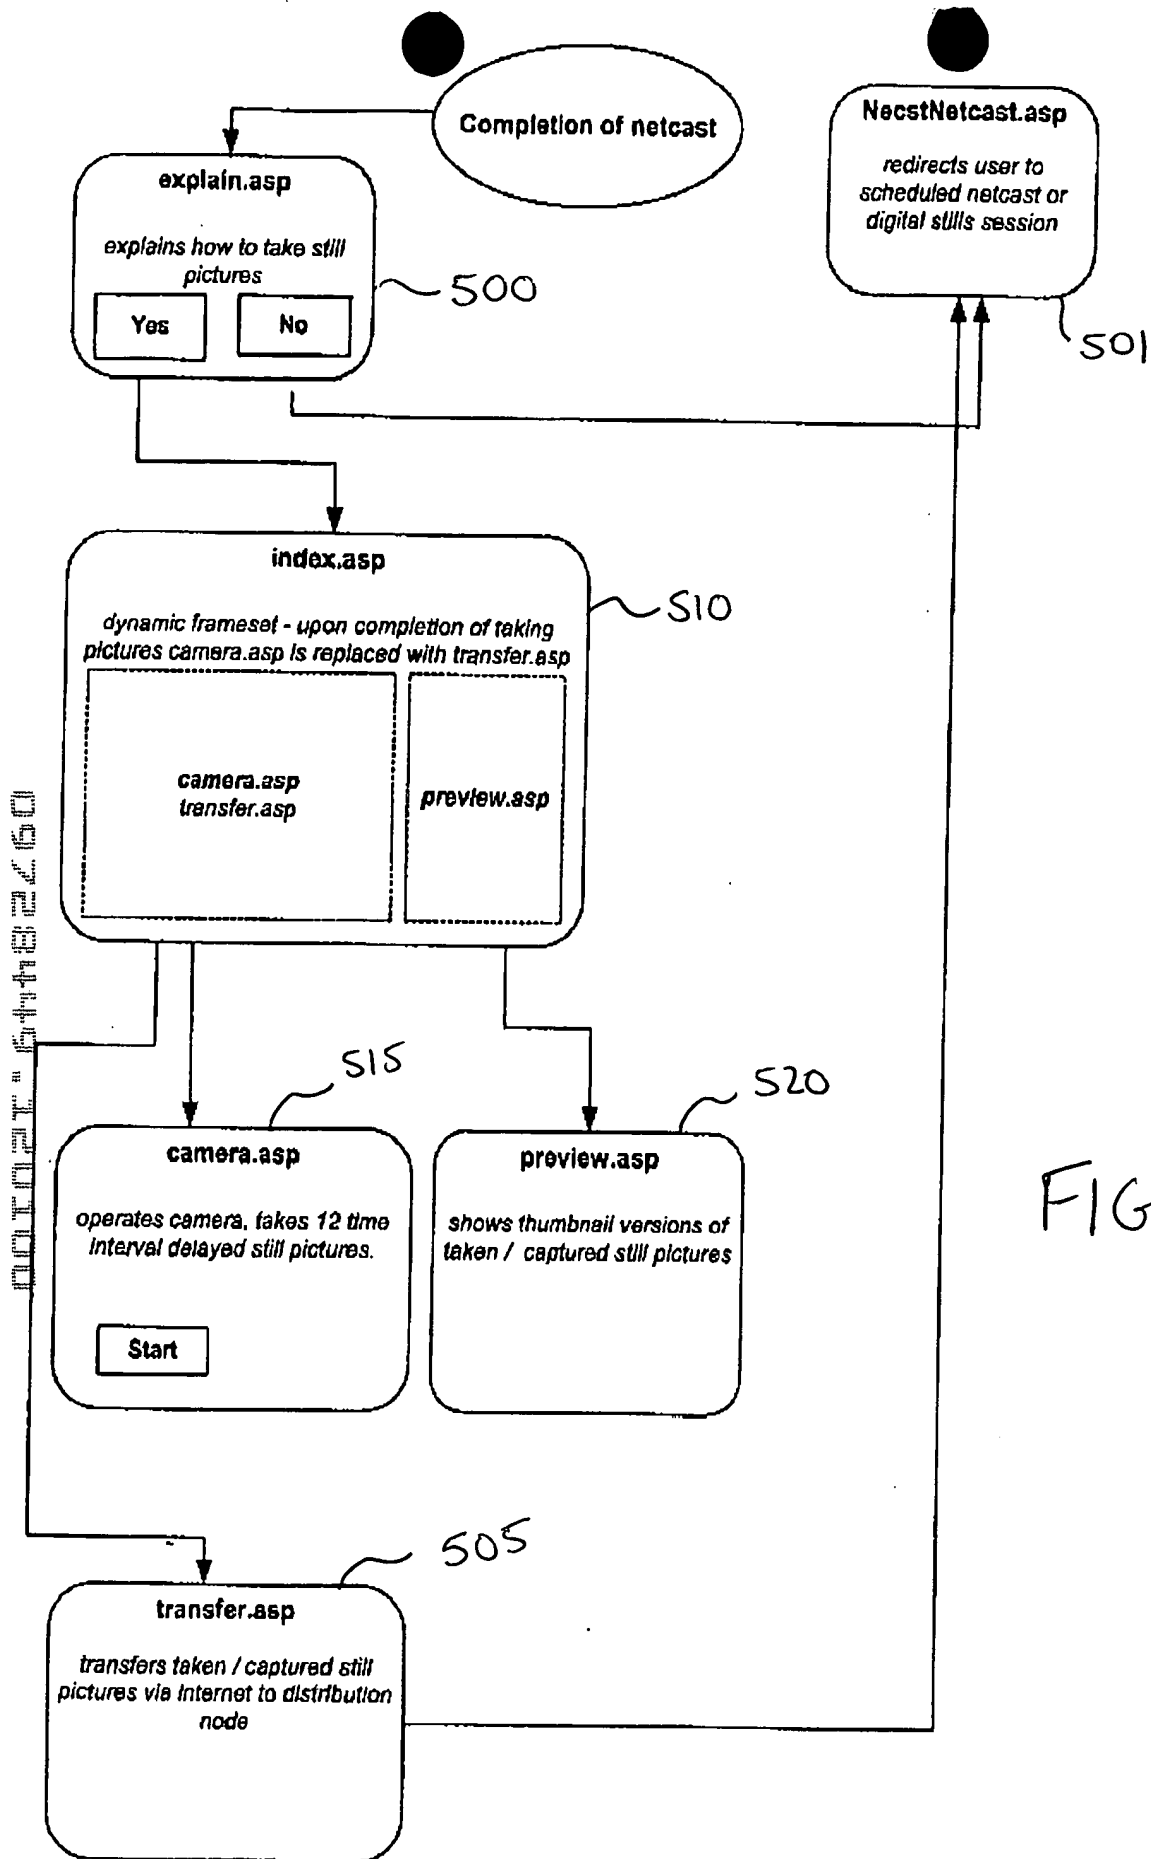 Completion of netcast
NecstNetcast.asp
redirects user to
scheduled netcast or
digital stills session
501
explain.asp
explains how to take still
pictures
Yes
No
500
index.asp
dynamic frameset - upon completion of taking
pictures camera.asp is replaced with transfer.asp
camera.asp
transfer.asp
preview.asp
510
camera.asp
operates camera, takes 12 time
interval delayed still pictures.
Start
515
preview.asp
shows thumbnail versions of
taken / captured still pictures
520
FIG
transfer.asp
transfers taken / captured still
pictures via Internet to distribution
node
505
09728449.120100